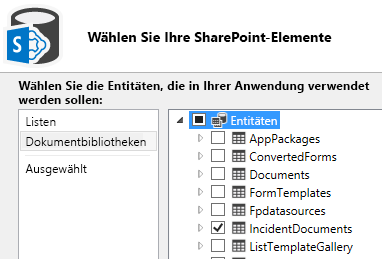 Wählen Sie Ihre SharePoint-Elemente
Wählen Sie die Entitäten, die in Ihrer Anwendung verwendet
werden sollen:
Listen
Dokumentbibliotheken
Ausgewählt
Entitäten
AppPackages
ConvertedForms
Documents
FormTemplates
Fpdatasources
IncidentDocuments
ListTemplateGallery